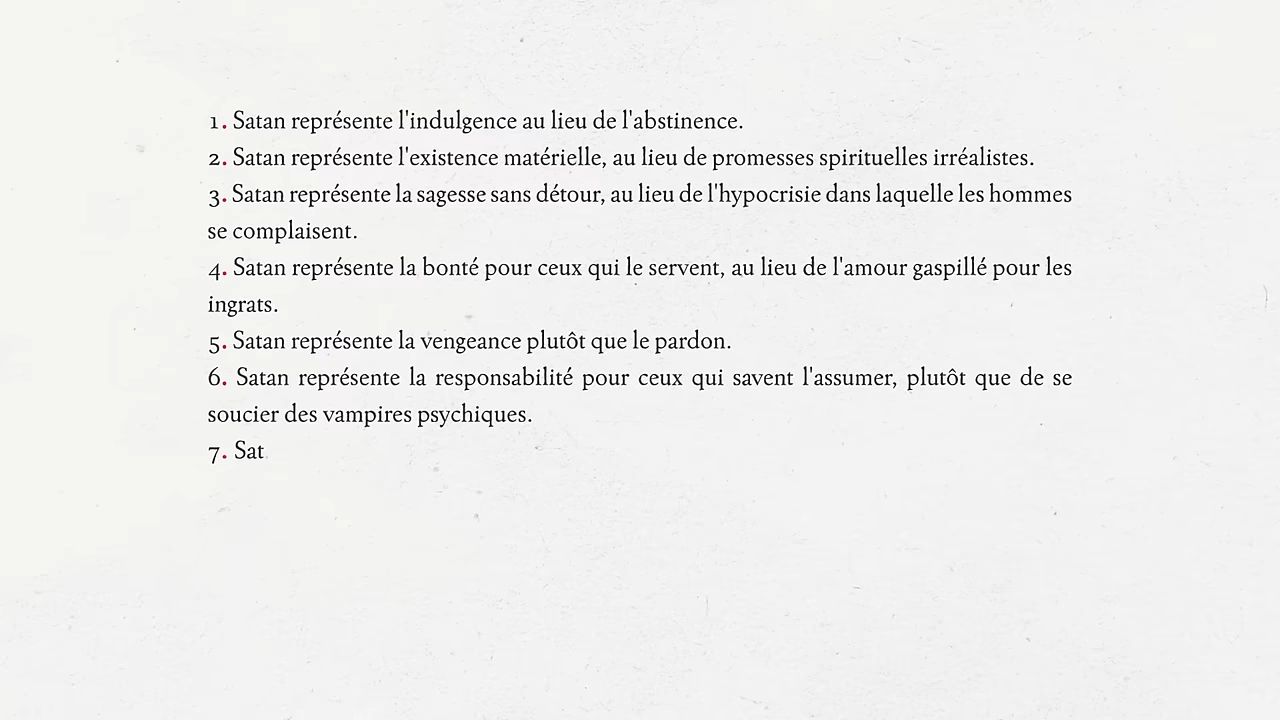 1. Satan représente l'indulgence au lieu de l'abstinence.
2. Satan représente l'existence matérielle, au lieu de promesses spirituelles irréalistes.
3. Satan représente la sagesse sans détour, au lieu de l'hypocrisie dans laquelle les hommes
se complaisent.
4. Satan représente la bonté pour ceux qui le servent, au lieu de l'amour gaspillé pour les
ingrats.
5. Satan représente la vengeance plutôt que le pardon.
6. Satan représente la responsabilité pour ceux qui savent l'assumer, plutôt que de se
soucier des vampires psychiques.
7. Sat